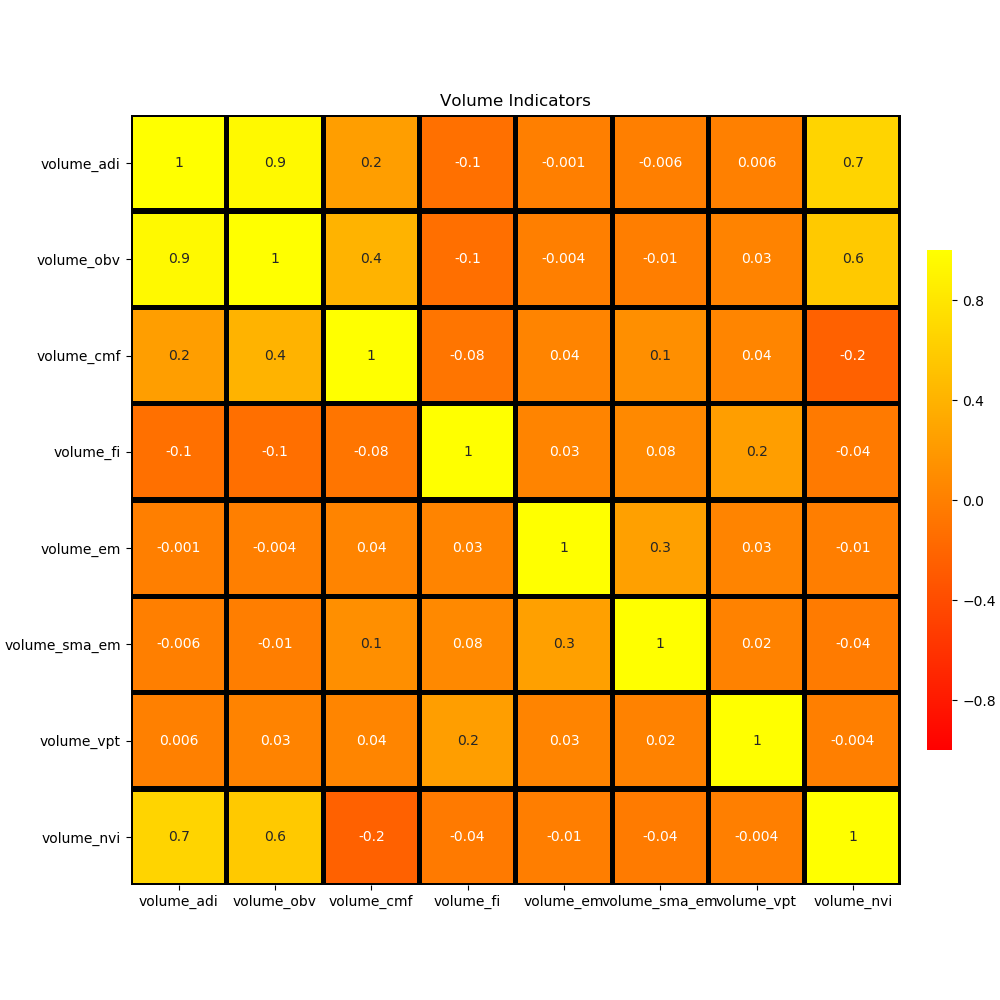 Volume Indicators
volume_adi 1 0.9 0.2 -0.1 -0.001 -0.006 0.006 0.7
volume_obv 0.9 1 0.4 -0.1 -0.004 -0.01 0.03 0.6
volume_cmf 0.2 0.4 1 -0.08 0.04 0.1 0.04 -0.2
volume_fi -0.1 -0.1 -0.08 1 0.03 0.08 0.2 -0.04
volume_em -0.001 -0.004 0.04 0.03 1 0.3 0.03 -0.01
volume_sma_em -0.006 -0.01 0.1 0.08 0.3 1 0.02 -0.04
volume_vpt 0.006 0.03 0.04 0.2 0.03 0.02 1 -0.004
volume_nvi 0.7 0.6 -0.2 -0.04 -0.01 -0.04 -0.004 1
volume_adi volume_obv volume_cmf volume_fi volume_em volume_sma_em volume_vpt volume_nvi
0.8
0.4
0.0
−0.4
−0.8